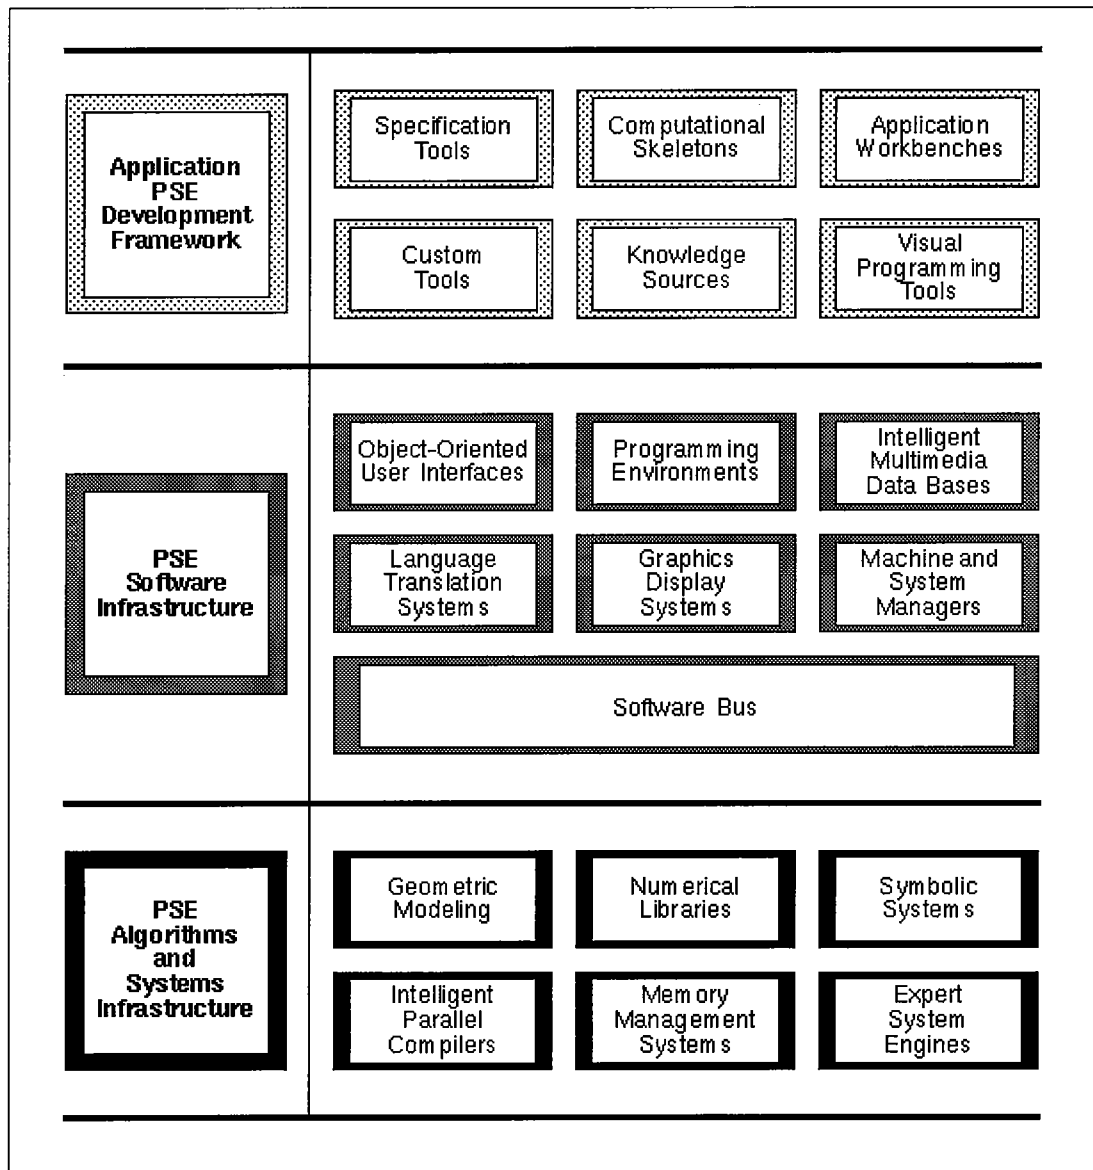 Application
PSE
Development
Framework
Specification
Tools
Computational
Skeletons
Application
Workbenches
Custom
Tools
Knowledge
Sources
Visual
Programming
Tools
PSE
Software
Infrastructure
Object-Oriented
User Interfaces
Programming
Environments
Intelligent
Multimedia
Data Bases
Language
Translation
Systems
Graphics
Display
Systems
Machine and
System
Managers
Software Bus
PSE
Algorithms
and
Systems
Infrastructure
Geometric
Modeling
Numerical
Libraries
Symbolic
Systems
Intelligent
Parallel
Compilers
Memory
Management
Systems
Expert
System
Engines